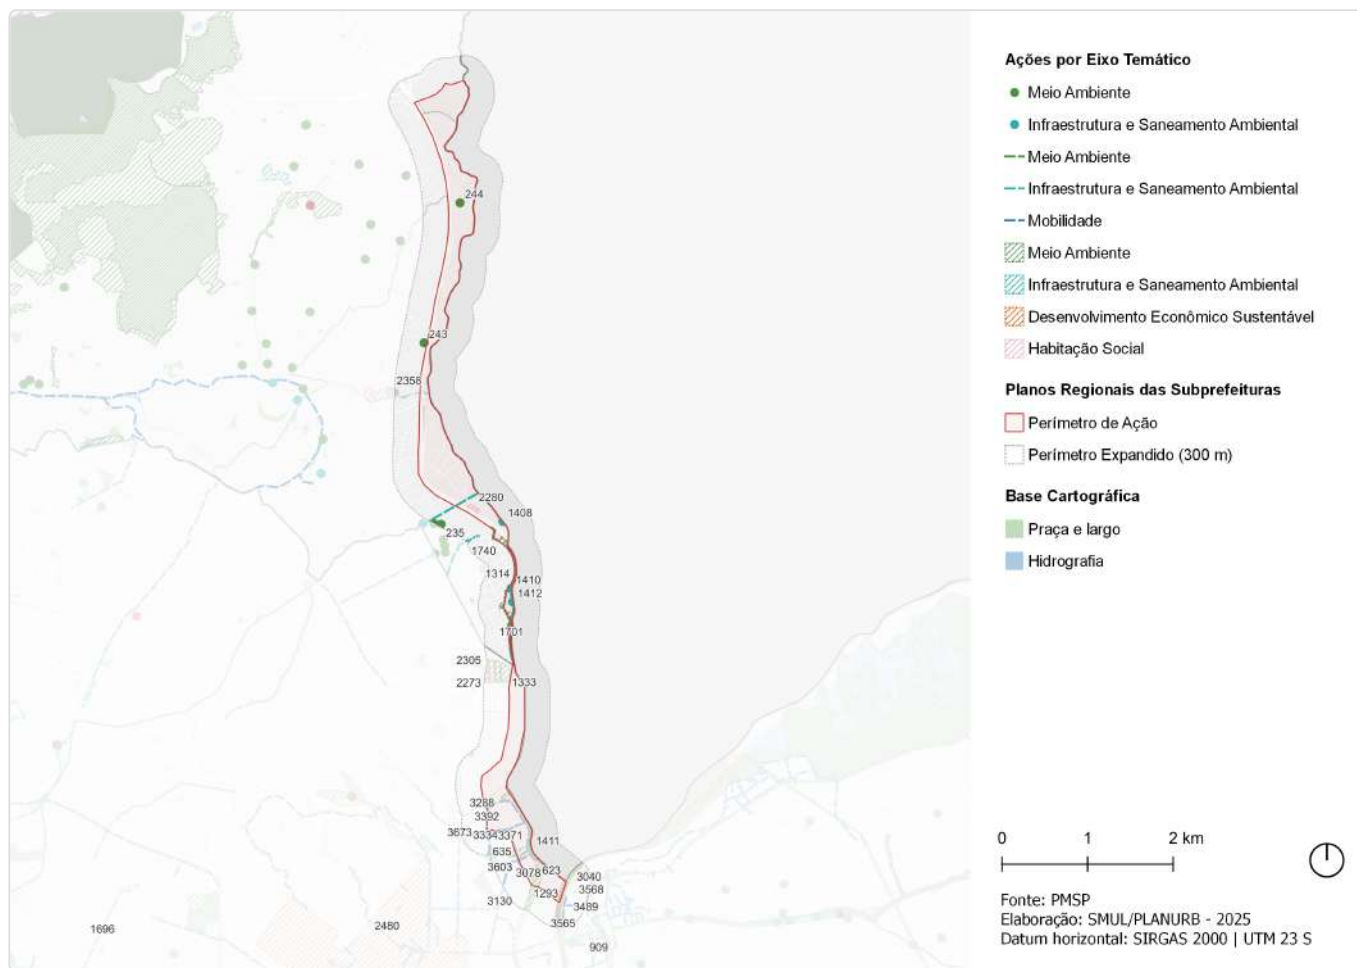 244
243
2358
2280
1408
235
1740
1314
1410
1412
1701
2305
2273
1333
3288
3392
3673
3334
3371
1411
635
3603
3078
623
3040
3568
1293
3130
3489
3565
1696
2480
909
Ações por Eixo Temático
Meio Ambiente
Infraestrutura e Saneamento Ambiental
Meio Ambiente
Infraestrutura e Saneamento Ambiental
Mobilidade
Meio Ambiente
Infraestrutura e Saneamento Ambiental
Desenvolvimento Econômico Sustentável
Habitação Social
Planos Regionais das Subprefeituras
Perímetro de Ação
Perímetro Expandido (300 m)
Base Cartográfica
Praça e largo
Hidrografia
0 1 2 km
Fonte: PMSP
Elaboração: SMUL/PLANURB - 2025
Datum horizontal: SIRGAS 2000 | UTM 23 S